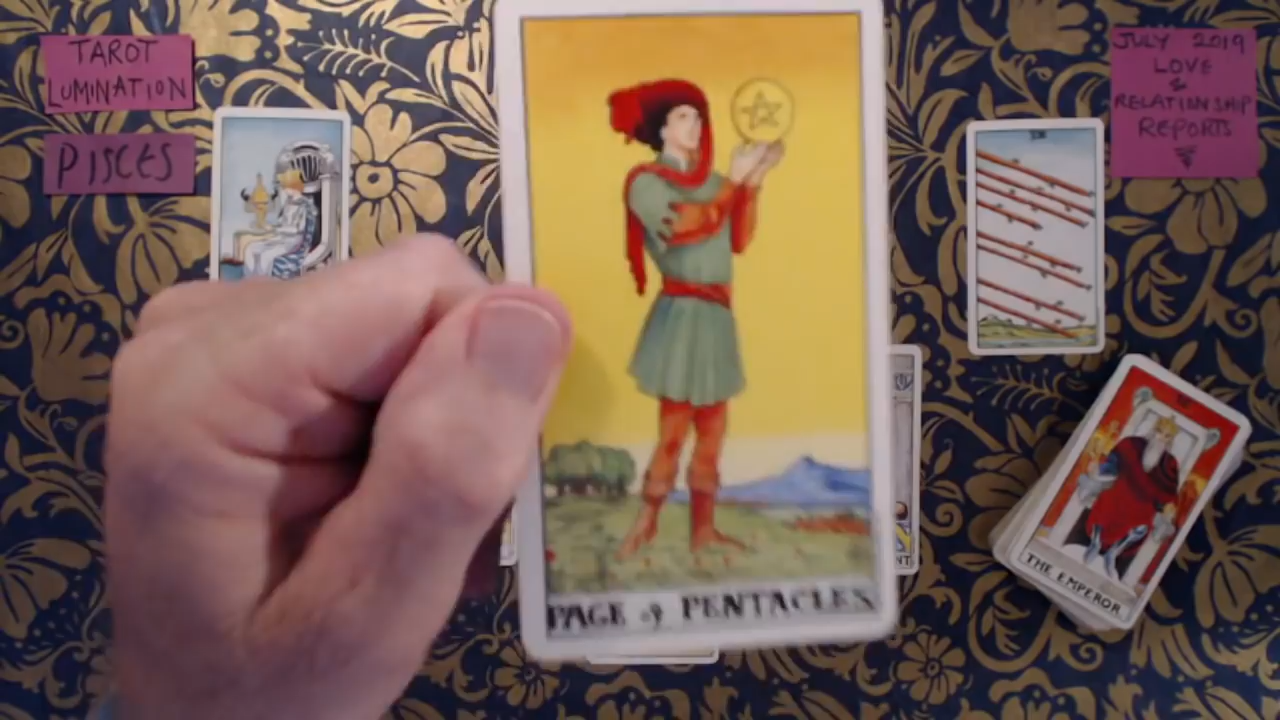 TAROT
LUMINATION
PISCES
JULY 2019
LOVE
&
RELATIONSHIP
REPORTS
PAGE of PENTACLES
THE EMPEROR